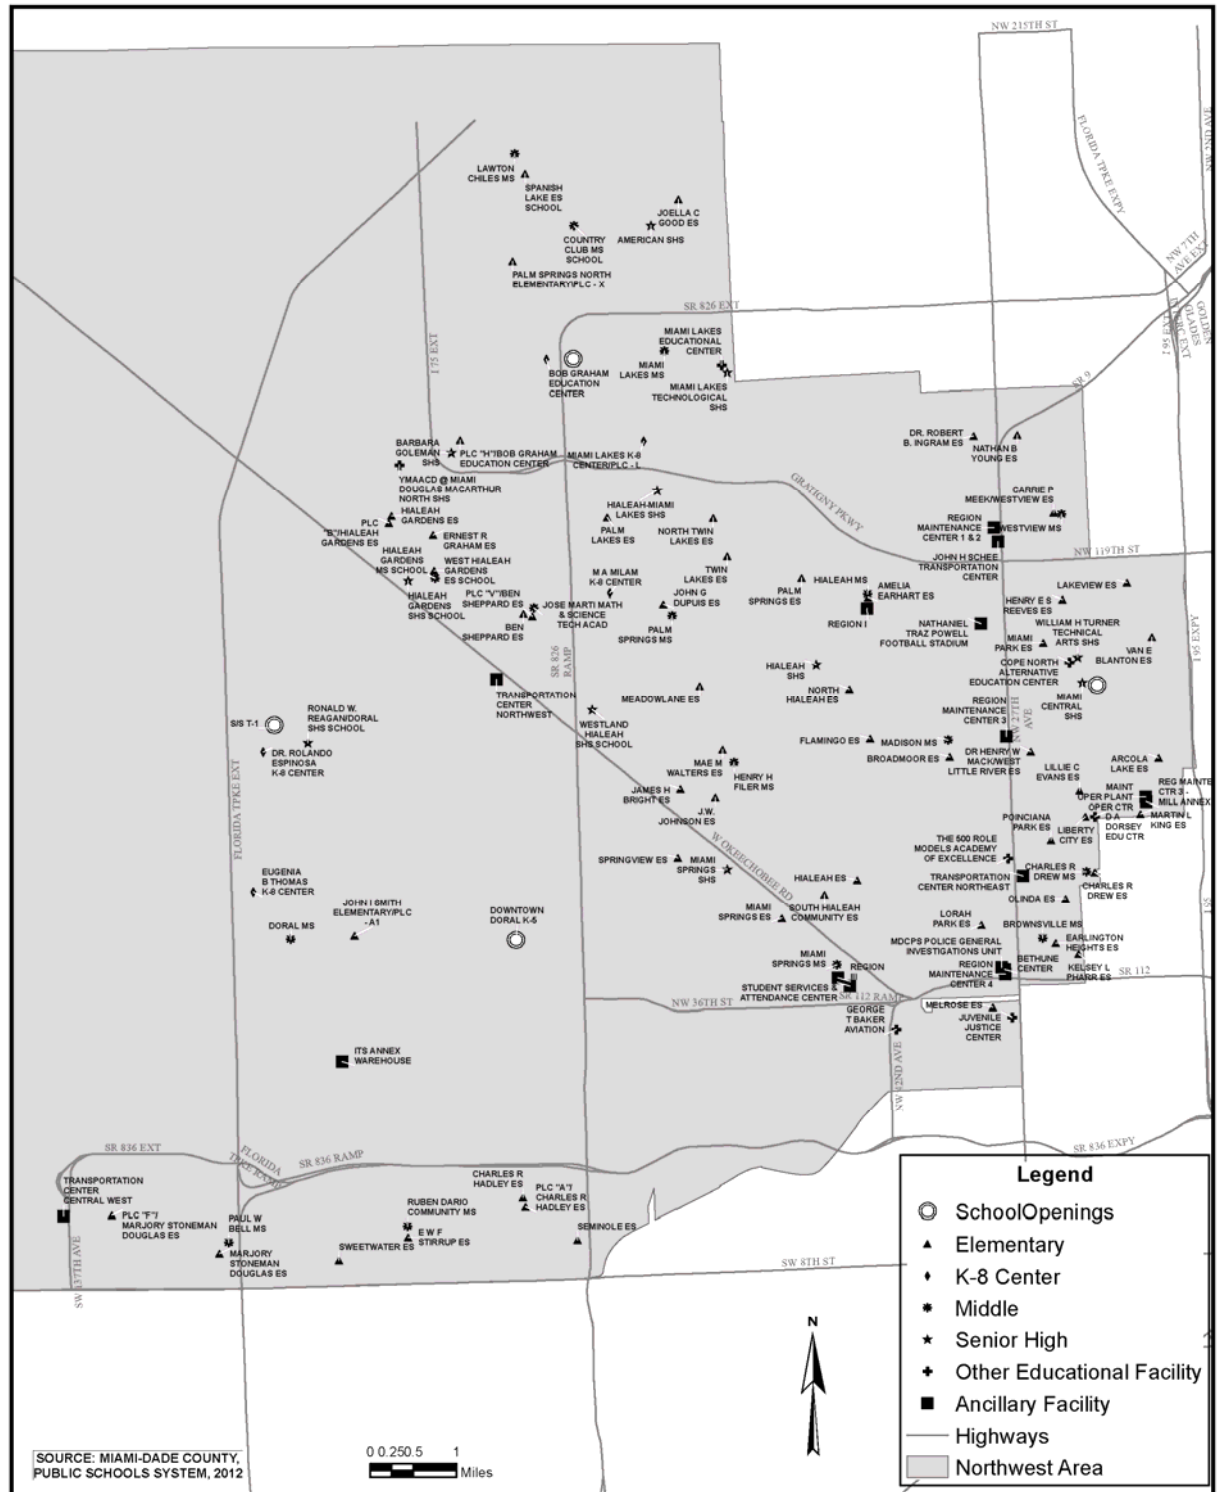 NW 215TH ST
FLORIDA TPKE EXPY
NW 2ND AVE
NW 7TH
AVE EXT
GOLDEN
GLADES
I 95 EXT
LAWTON
CHILES MS
SPANISH
LAKE ES
SCHOOL
JOELLA C
GOOD ES
COUNTRY
CLUB MS
SCHOOL
AMERICAN SHS
PALM SPRINGS NORTH
ELEMENTARY/PLC - X
SR 826 EXT
I 75 EXT
MIAMI LAKES
EDUCATIONAL
CENTER
MIAMI
LAKES MS
BOB GRAHAM
EDUCATION
CENTER
MIAMI LAKES
TECHNOLOGICAL
SHS
SR 9
BARBARA
GOLEMAN
SHS
PLC "H"/BOB GRAHAM
EDUCATION CENTER
MIAMI LAKES K-8
CENTER/PLC - L
DR. ROBERT
B. INGRAM ES
NATHAN B
YOUNG ES
YMAACD @ MIAMI
DOUGLAS MACARTHUR
NORTH SHS
GRATIGNY PKWY
CARRIE P
MEEK/WESTVIEW ES
HIALEAH
GARDENS ES
PLC
"B"/HIALEAH
GARDENS ES
HIALEAH-MIAMI
LAKES SHS
PALM
LAKES ES
NORTH TWIN
LAKES ES
REGION
MAINTENANCE
CENTER 1 & 2
WESTVIEW MS
ERNEST R
GRAHAM ES
HIALEAH
GARDENS
MS SCHOOL
WEST HIALEAH
GARDENS
ES SCHOOL
NW 119TH ST
JOHN H SCHEE
TRANSPORTATION
CENTER
M A MILAM
K-8 CENTER
TWIN
LAKES ES
HIALEAH
GARDENS
SHS SCHOOL
PLC "V"/BEN
SHEPPARD ES
JOSE MARTI MATH
& SCIENCE
TECH ACAD
BEN
SHEPPARD ES
JOHN G
DUPUIS ES
PALM
SPRINGS MS
PALM
SPRINGS ES
HIALEAH MS
AMELIA
EARHART ES
REGION I
LAKEVIEW ES
HENRY E S
REEVES ES
NATHANIEL
TRAZ POWELL
FOOTBALL STADIUM
WILLIAM H TURNER
TECHNICAL
ARTS SHS
MIAMI
PARK ES
VAN E
BLANTON ES
I 95 EXPY
COPE NORTH
ALTERNATIVE
EDUCATION CENTER
MIAMI
CENTRAL
SHS
SR 826
RAMP
HIALEAH
SHS
TRANSPORTATION
CENTER
NORTHWEST
MEADOWLANE ES
NORTH
HIALEAH ES
REGION
MAINTENANCE
CENTER 3
NW 27TH
AVE
S/S T-1
RONALD W.
REAGAN/DORAL
SHS SCHOOL
WESTLAND
HIALEAH
SHS SCHOOL
DR. ROLANDO
ESPINOSA
K-8 CENTER
FLORIDA TPKE EXT
FLAMINGO ES
MADISON MS
BROADMOOR ES
DR HENRY W
MACK/WEST
LITTLE RIVER ES
MAE M
WALTERS ES
HENRY H
FILER MS
LILLIE C
EVANS ES
ARCOLA
LAKE ES
JAMES H
BRIGHT ES
J.W.
JOHNSON ES
MAINT
OPER PLANT
OPER CTR
REG MAINTE
CTR 3 -
MILL ANNEX
D A
DORSEY
EDU CTR
MARTIN L
KING ES
POINCIANA
PARK ES
LIBERTY
CITY ES
W OKEECHOBEE RD
SPRINGVIEW ES
MIAMI
SPRINGS
SHS
THE 500 ROLE
MODELS ACADEMY
OF EXCELLENCE
CHARLES R
DREW MS
EUGENIA
B THOMAS
K-8 CENTER
HIALEAH ES
TRANSPORTATION
CENTER NORTHEAST
CHARLES R
DREW ES
OLINDA ES
JOHN I SMITH
ELEMENTARY/PLC
- A1
DORAL MS
DOWNTOWN
DORAL K-5
MIAMI
SPRINGS ES
SOUTH HIALEAH
COMMUNITY ES
LORAH
PARK ES
BROWNSVILLE MS
MDCPS POLICE GENERAL
INVESTIGATIONS UNIT
EARLINGTON
HEIGHTS ES
BETHUNE
CENTER
MIAMI
SPRINGS MS
REGION
III
REGION
MAINTENANCE
CENTER 4
KELSEY L
PHARR ES
SR 112
STUDENT SERVICES &
ATTENDANCE CENTER
SR 112 RAMP
NW 36TH ST
GEORGE
T BAKER
AVIATION
MELROSE ES
JUVENILE
JUSTICE
CENTER
ITS ANNEX
WAREHOUSE
NW 42ND AVE
SR 836 EXT
FLORIDA
TPKE RAMP
SR 836 RAMP
SR 836 EXPY
TRANSPORTATION
CENTER
CENTRAL WEST
PLC "F"/
MARJORY STONEMAN
DOUGLAS ES
PAUL W
BELL MS
MARJORY
STONEMAN
DOUGLAS ES
CHARLES R
HADLEY ES
PLC "A"/
CHARLES R
HADLEY ES
RUBEN DARIO
COMMUNITY MS
E W F
STIRRUP ES
SWEETWATER ES
SEMINOLE ES
SW 8TH ST
SW 137TH AVE
Legend
SchoolOpenings
Elementary
K-8 Center
Middle
Senior High
Other Educational Facility
Ancillary Facility
Highways
Northwest Area
N
SOURCE: MIAMI-DADE COUNTY,
PUBLIC SCHOOLS SYSTEM, 2012
0 0.250.5 1
Miles